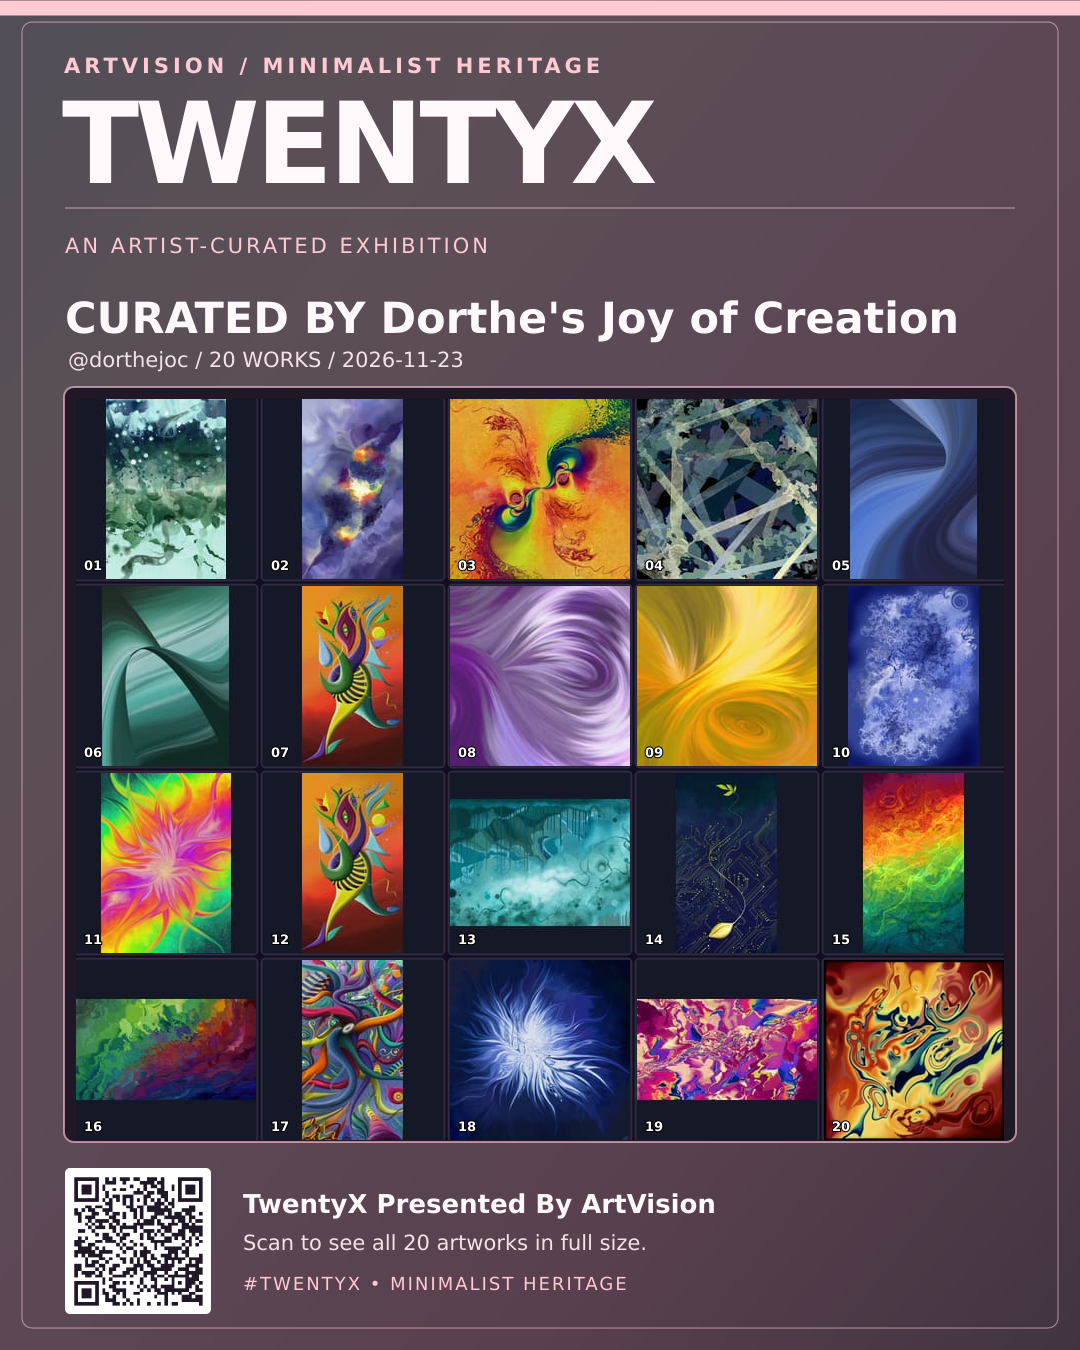 ARTVISION / MINIMALIST HERITAGE
TWENTYX
AN ARTIST-CURATED EXHIBITION
CURATED BY Dorthe's Joy of Creation
@dorthejoc / 20 WORKS / 2026-11-23
01 02 03 04 05
06 07 08 09 10
11 12 13 14 15
16 17 18 19 20
TwentyX Presented By ArtVision
Scan to see all 20 artworks in full size.
#TWENTYX • MINIMALIST HERITAGE